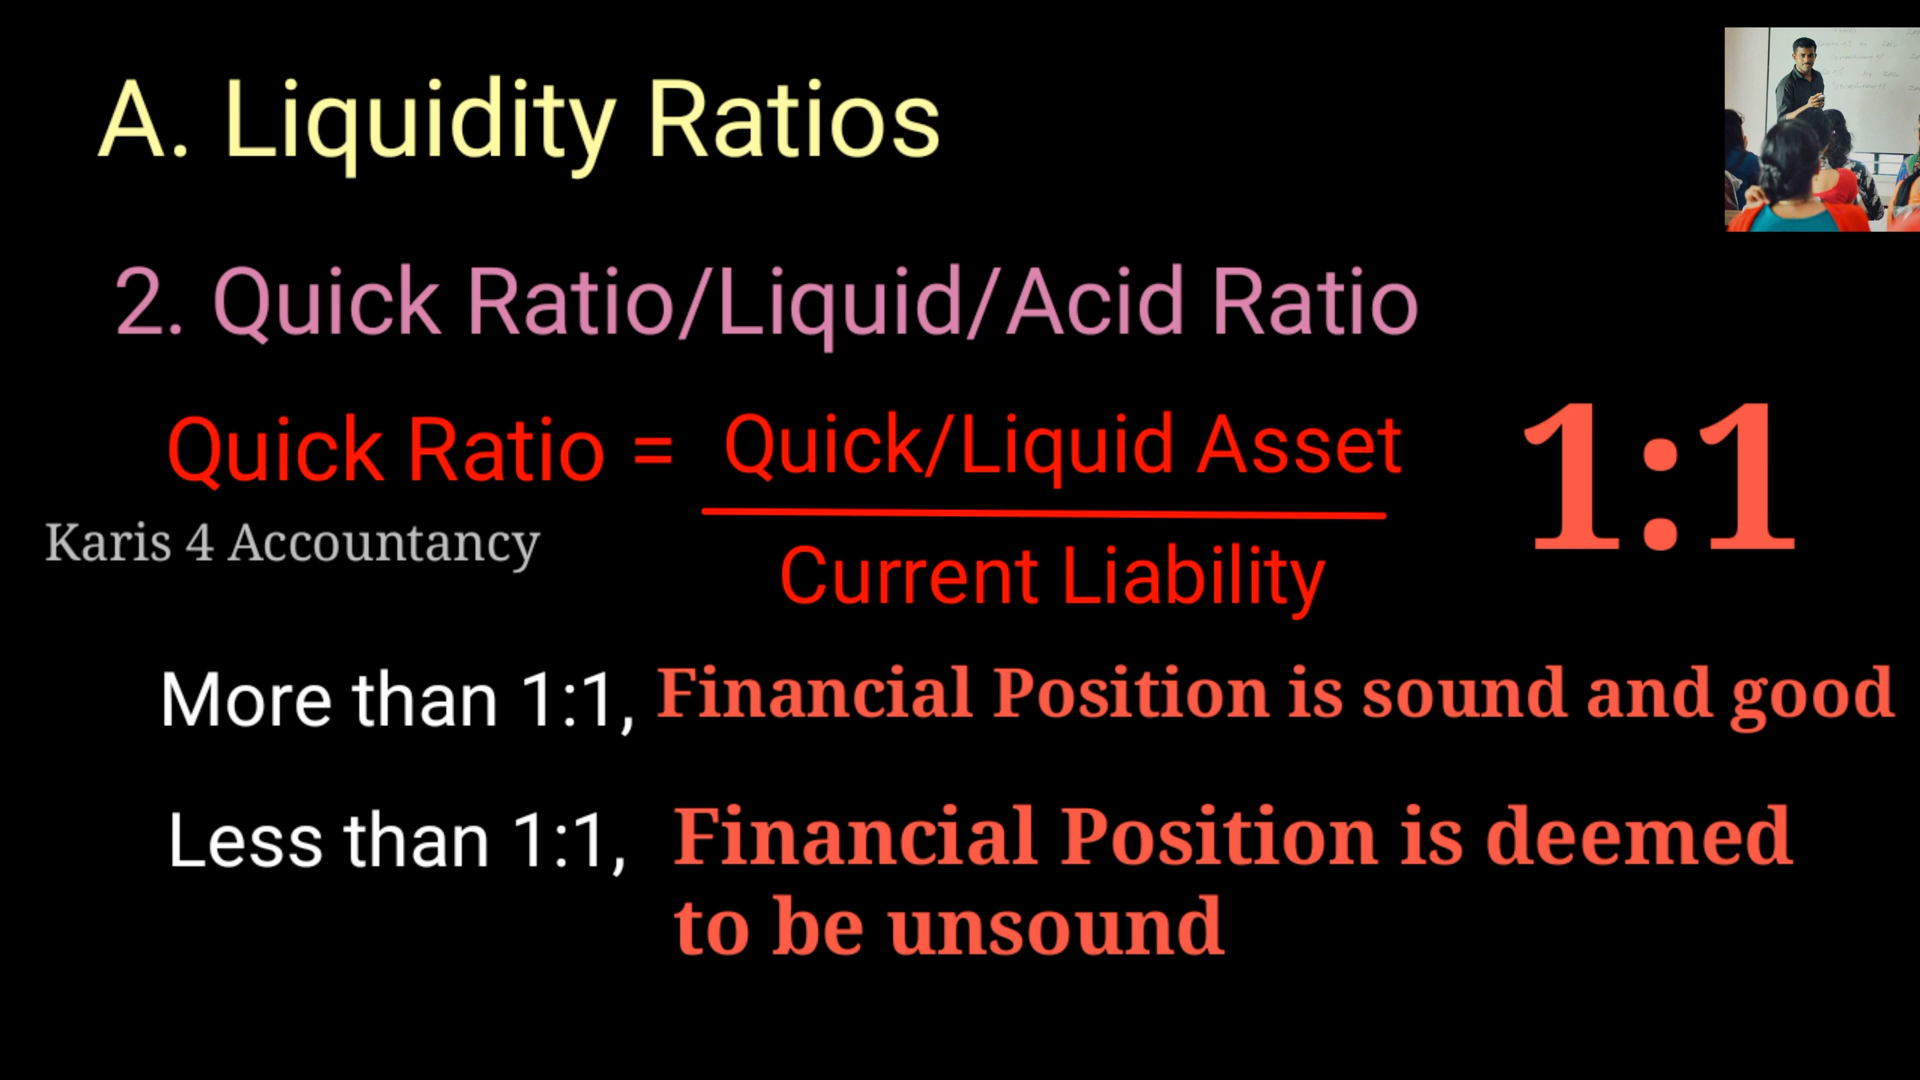 A. Liquidity Ratios
2. Quick Ratio/Liquid/Acid Ratio
Quick Ratio = Quick/Liquid Asset
Current Liability
1:1
Karis 4 Accountancy
More than 1:1, Financial Position is sound and good
Less than 1:1, Financial Position is deemed
to be unsound